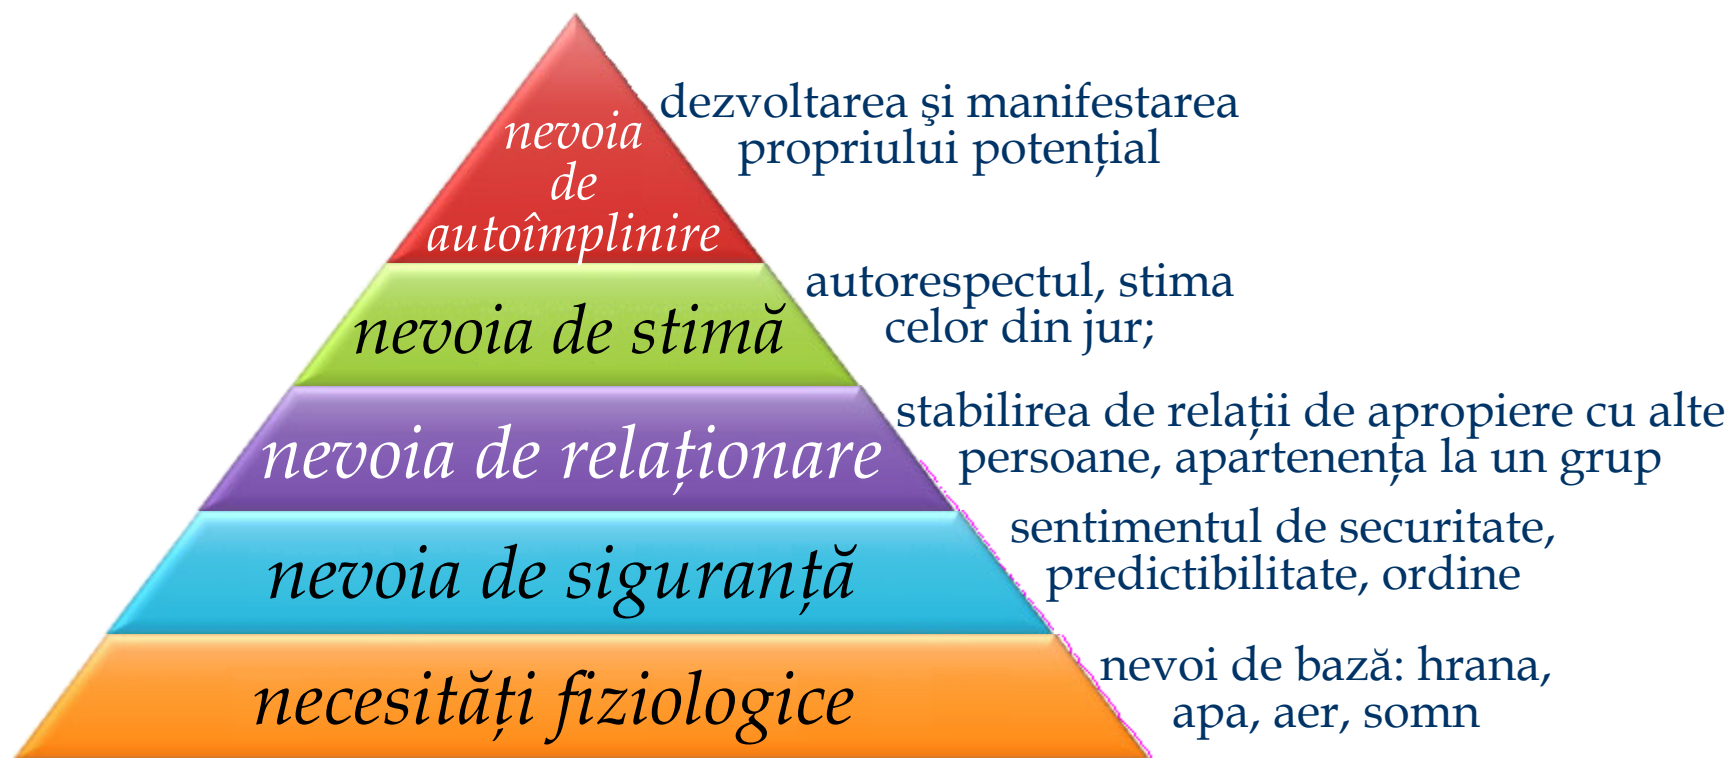 nevoia
de
autoîmplinire
dezvoltarea şi manifestarea
propriului potențial
nevoia de stimă
autorespectul, stima
celor din jur;
nevoia de relaționare
stabilirea de relații de apropiere cu alte
persoane, apartenența la un grup
nevoia de siguranță
sentimentul de securitate,
predictibilitate, ordine
necesități fiziologice
nevoi de bază: hrana,
apa, aer, somn